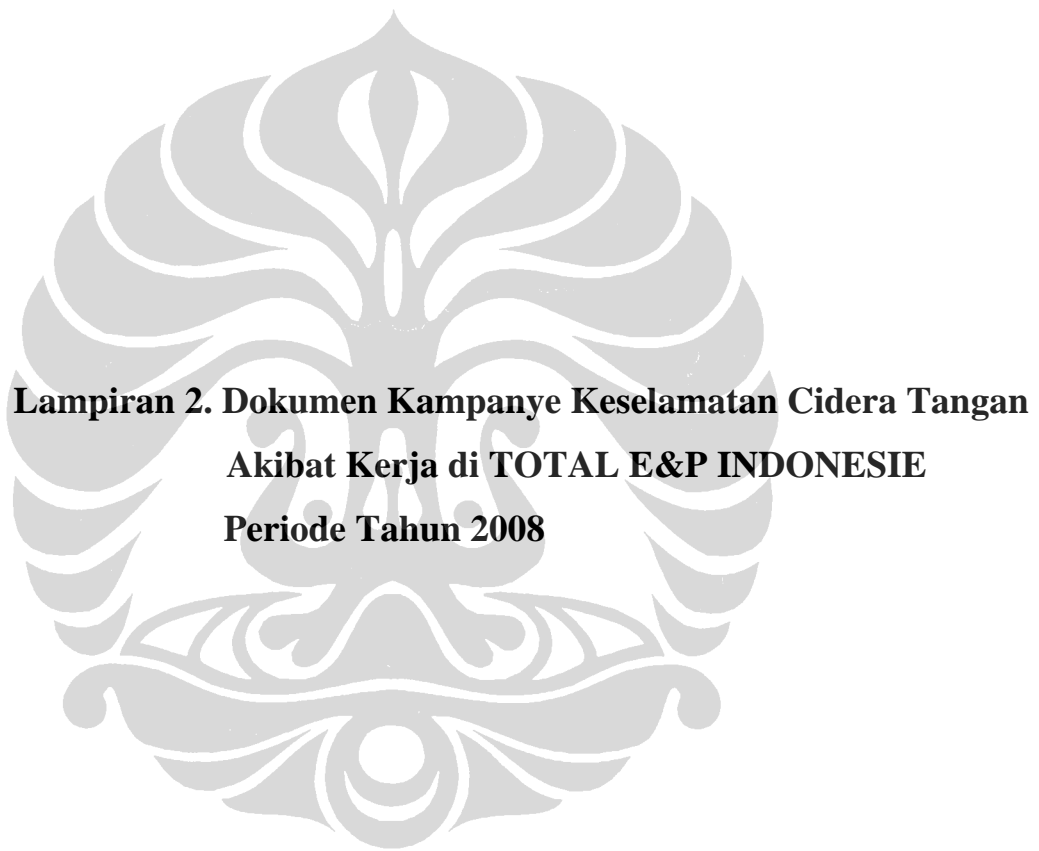 Lampiran 2. Dokumen Kampanye Keselamatan Cidera Tangan
Akibat Kerja di TOTAL E&P INDONESIE
Periode Tahun 2008